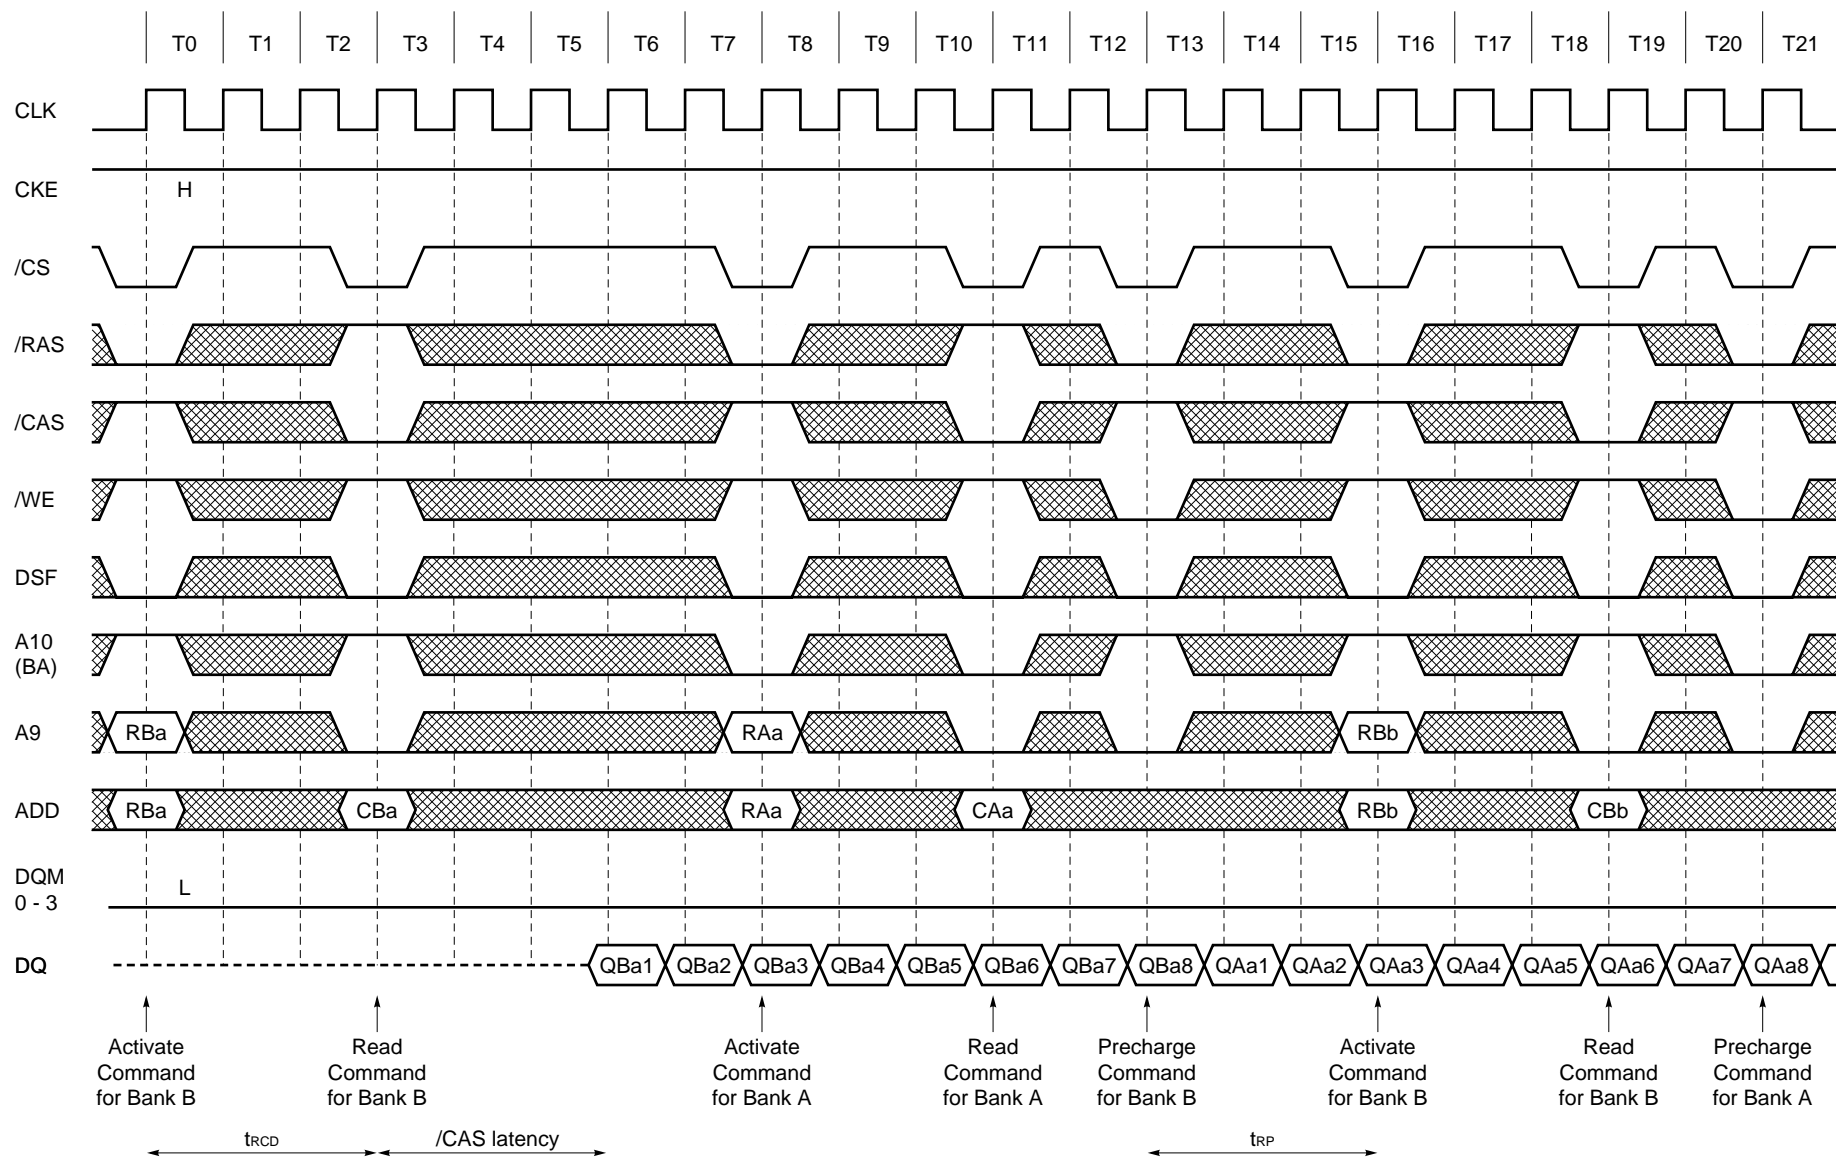 T0 T1 T2 T3 T4 T5 T6 T7 T8 T9 T10 T11 T12 T13 T14 T15 T16 T17 T18 T19 T20 T21
CLK
CKE H
/CS
/RAS
/CAS
/WE
DSF
A10
(BA)
A9 RBa RAa RBb
ADD RBa CBa RAa CAa RBb CBb
DQM
0 - 3 L
DQ QBa1 QBa2 QBa3 QBa4 QBa5 QBa6 QBa7 QBa8 QAa1 QAa2 QAa3 QAa4 QAa5 QAa6 QAa7 QAa8
Activate
Command
for Bank B
Read
Command
for Bank B
Activate
Command
for Bank A
Read
Command
for Bank A
Precharge
Command
for Bank B
Activate
Command
for Bank B
Read
Command
for Bank B
Precharge
Command
for Bank A
tRCD /CAS latency tRP